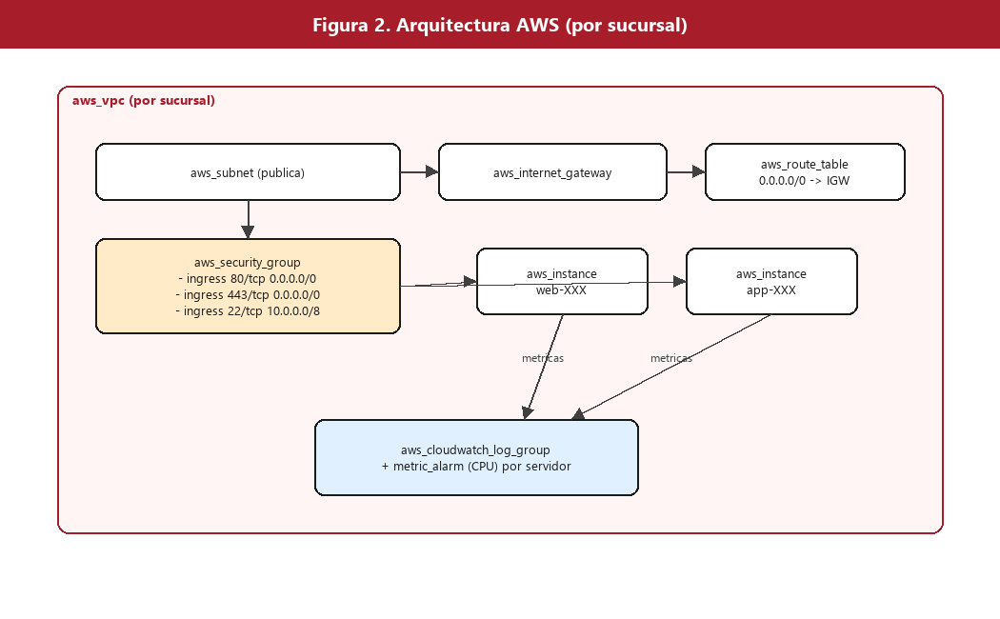 Figura 2. Arquitectura AWS (por sucursal)
aws_vpc (por sucursal)
aws_subnet (publica)
aws_internet_gateway
aws_route_table
0.0.0.0/0 -> IGW
aws_security_group
- ingress 80/tcp 0.0.0.0/0
- ingress 443/tcp 0.0.0.0/0
- ingress 22/tcp 10.0.0.0/8
aws_instance
web-XXX
aws_instance
app-XXX
metricas
metricas
aws_cloudwatch_log_group
+ metric_alarm (CPU) por servidor